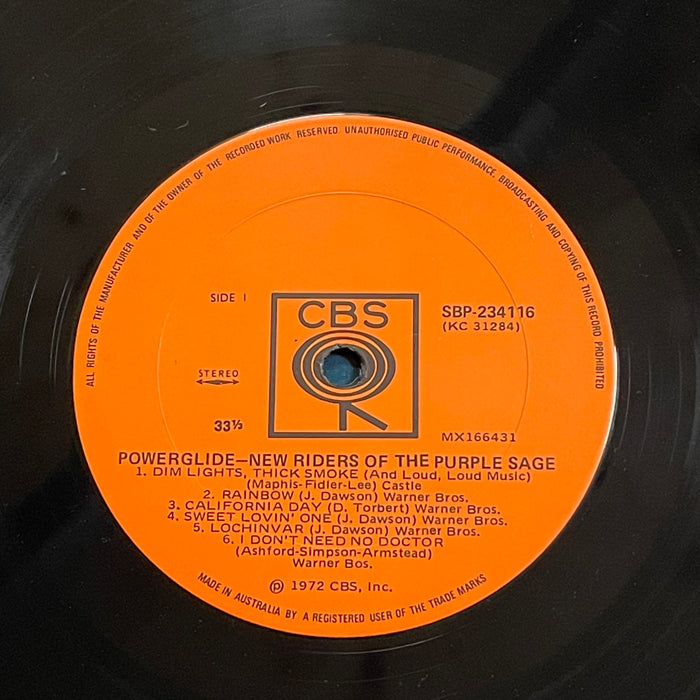 ALL RIGHTS OF THE MANUFACTURER AND OF THE OWNER OF THE RECORDED WORK RESERVED. UNAUTHORISED PUBLIC PERFORMANCE, BROADCASTING AND COPYING OF THIS RECORD PROHIBITED
SIDE 1
CBS
SBP-234116
(KC 31284)
STEREO
33⅓
MX166431
POWERGLIDE—NEW RIDERS OF THE PURPLE SAGE
1. DIM LIGHTS, THICK SMOKE (And Loud, Loud Music)
(Maphis-Fidler-Lee) Castle
2. RAINBOW (J. Dawson) Warner Bros.
3. CALIFORNIA DAY (D. Torbert) Warner Bros.
4. SWEET LOVIN' ONE (J. Dawson) Warner Bros.
5. LOCHINVAR (J. Dawson) Warner Bros.
6. I DON'T NEED NO DOCTOR
(Ashford-Simpson-Armstead)
Warner Bos.
℗ 1972 CBS, Inc.
MADE IN AUSTRALIA BY A REGISTERED USER OF THE TRADE MARKS